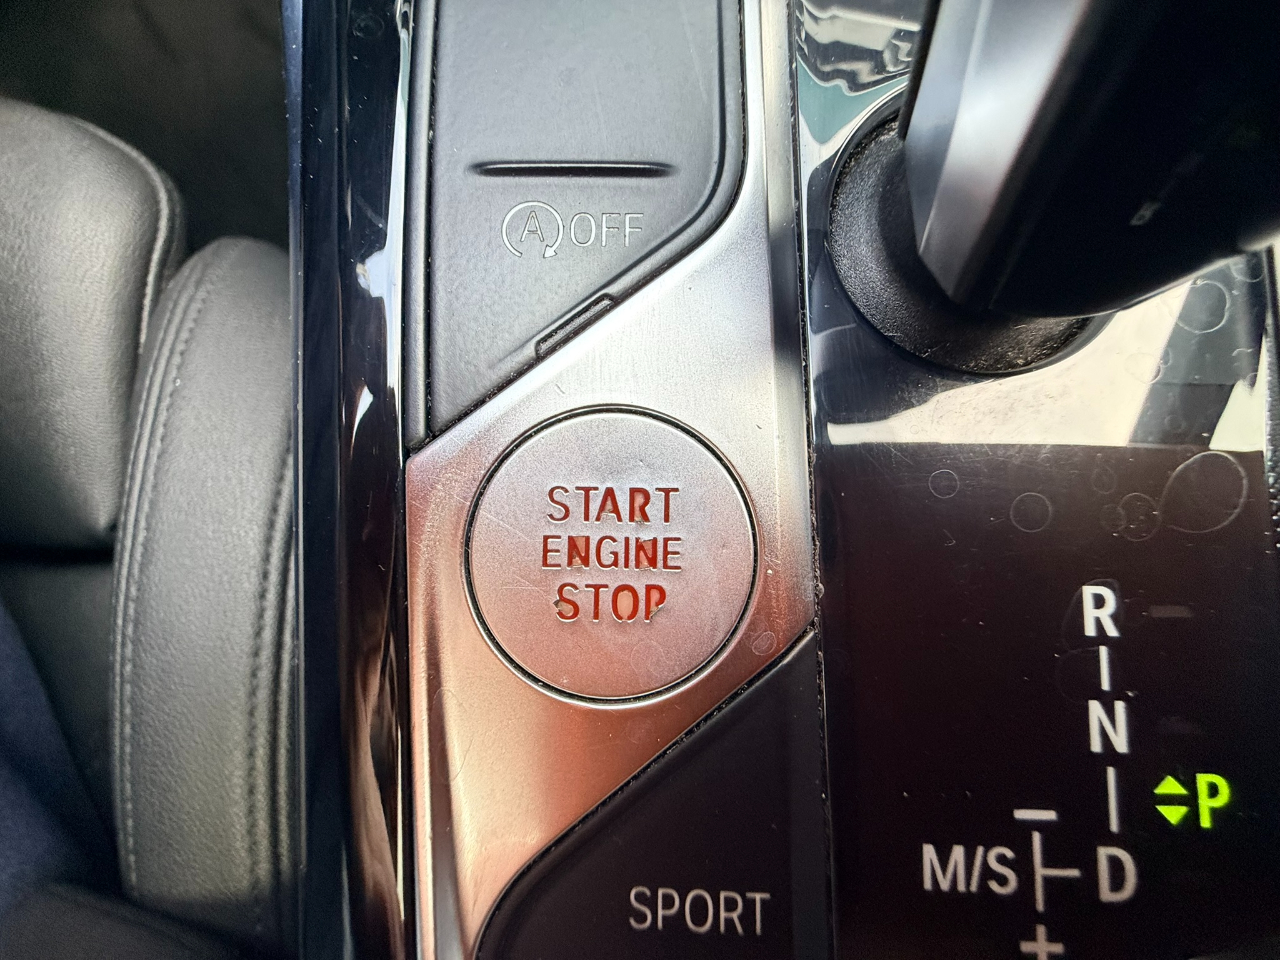 A OFF
START
ENGINE
STOP
R
N
P
M/S D
+
SPORT